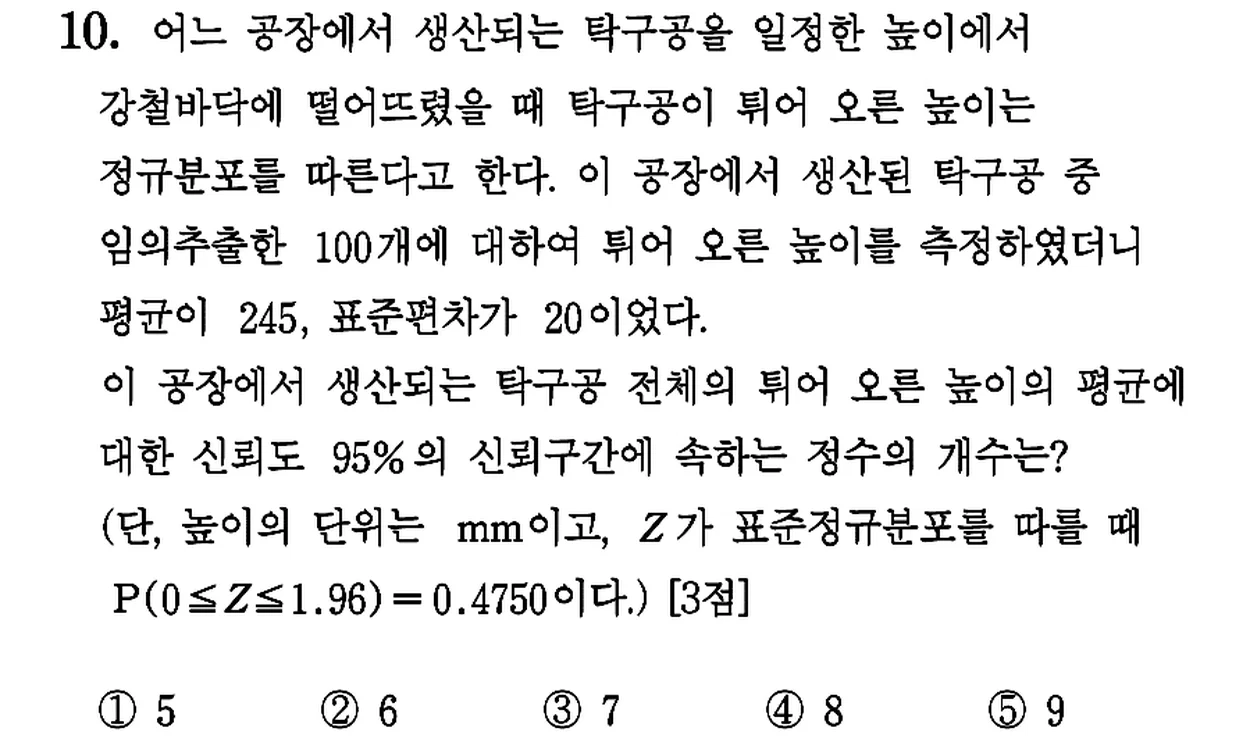 10. 어느 공장에서 생산되는 탁구공을 일정한 높이에서
강철바닥에 떨어뜨렸을 때 탁구공이 튀어 오른 높이는
정규분포를 따른다고 한다. 이 공장에서 생산된 탁구공 중
임의추출한 100개에 대하여 튀어 오른 높이를 측정하였더니
평균이 245, 표준편차가 20이었다.
이 공장에서 생산되는 탁구공 전체의 튀어 오른 높이의 평균에
대한 신뢰도 95%의 신뢰구간에 속하는 정수의 개수는?
(단, 높이의 단위는 mm이고, Z가 표준정규분포를 따를 때
P(0≦Z≦1.96)=0.4750이다.) [3점]
① 5 ② 6 ③ 7 ④ 8 ⑤ 9